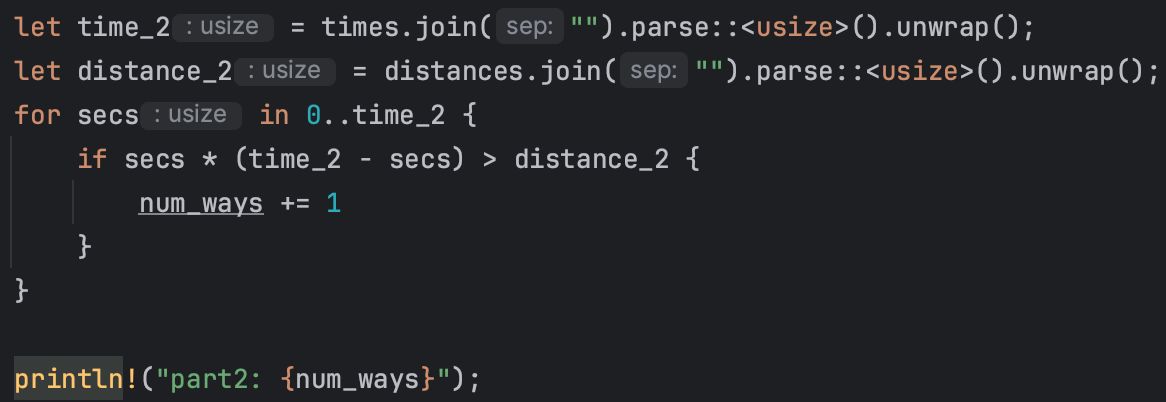 let time_2: usize = times.join(sep: "").parse::<usize>().unwrap();
let distance_2: usize = distances.join(sep: "").parse::<usize>().unwrap();
for secs: usize in 0..time_2 {
    if secs * (time_2 - secs) > distance_2 {
        num_ways += 1
    }
}
println!("part2: {num_ways}");